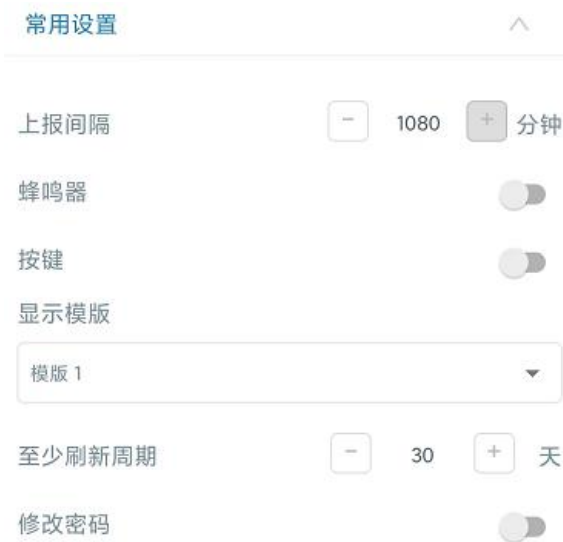 常用设置
上报间隔 - 1080 + 分钟
蜂鸣器
按键
显示模版
模版 1
至少刷新周期 - 30 + 天
修改密码